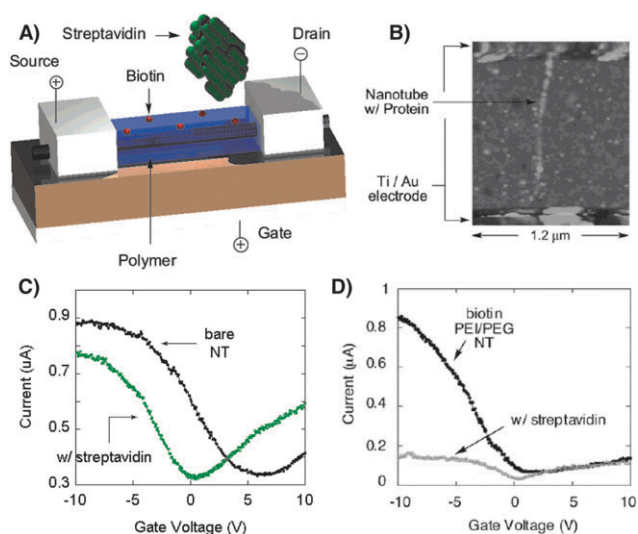 A)
Streptavidin
Drain
Source
Biotin
Gate
Polymer
B)
Nanotube
w/ Protein
Ti / Au
electrode
1.2 μm
C)
Current (uA)
0.9
0.7
0.5
0.3
bare
NT
w/ streptavidin
-10 -5 0 5 10
Gate Voltage (V)
D)
Current (μA)
1
0.8
0.6
0.4
0.2
0
biotin
PEI/PEG
NT
w/ streptavidin
-10 -5 0 5 10
Gate Voltage (V)